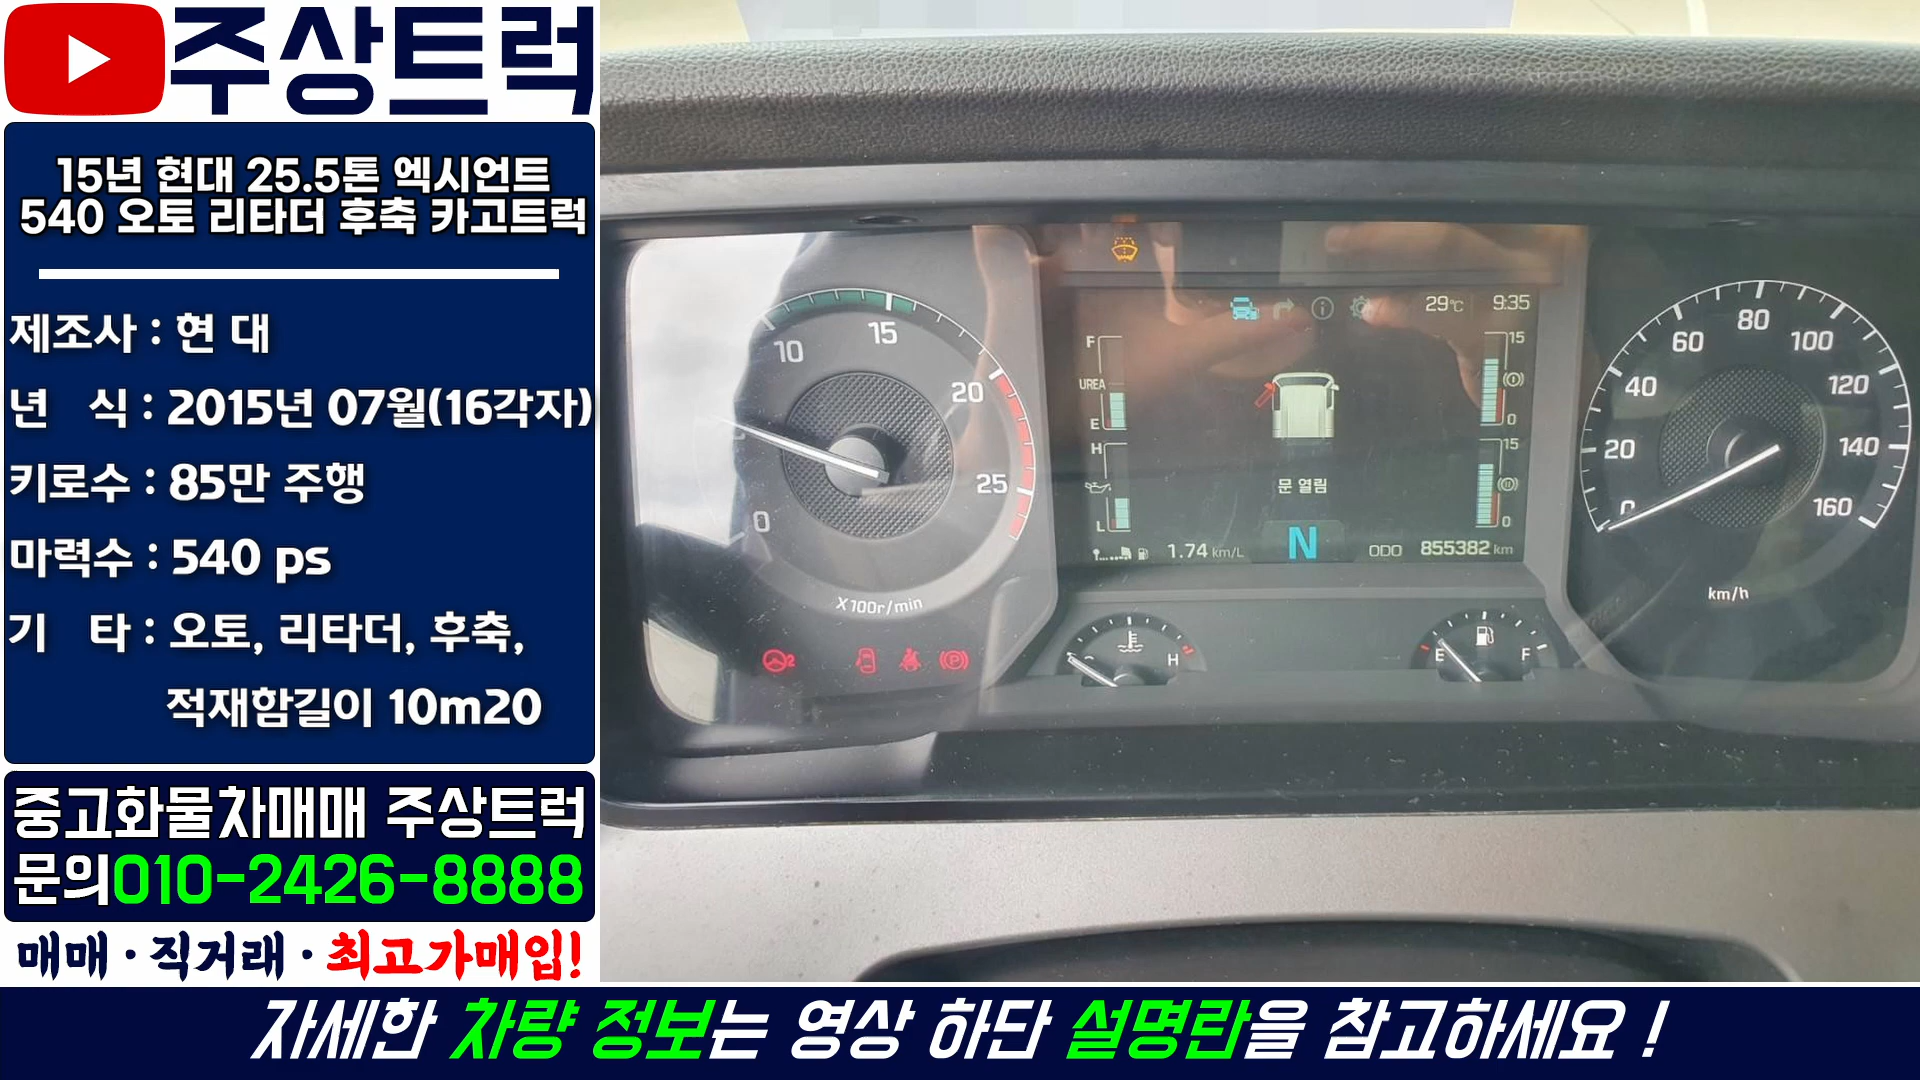 주상트럭
15년 현대 25.5톤 엑시언트
540 오토 리타더 후축 카고트럭
제조사 : 현 대
년 식 : 2015년 07월(16각자)
키로수 : 85만 주행
마력수 : 540 ps
기 타 : 오토, 리타더, 후축,
적재함길이 10m20
중고화물차매매 주상트럭
문의010-2426-8888
매매 · 직거래 · 최고가매입!
자세한 차량 정보는 영상 하단 설명란을 참고하세요 !
0
10
15
20
25
X100r/min
29℃ 9:35
F
UREA
E
H
L
15
0
15
0
문 열림
1.74 km/L
N
ODO 855382 km
H
E
F
2
P
0
20
40
60
80
100
120
140
160
km/h